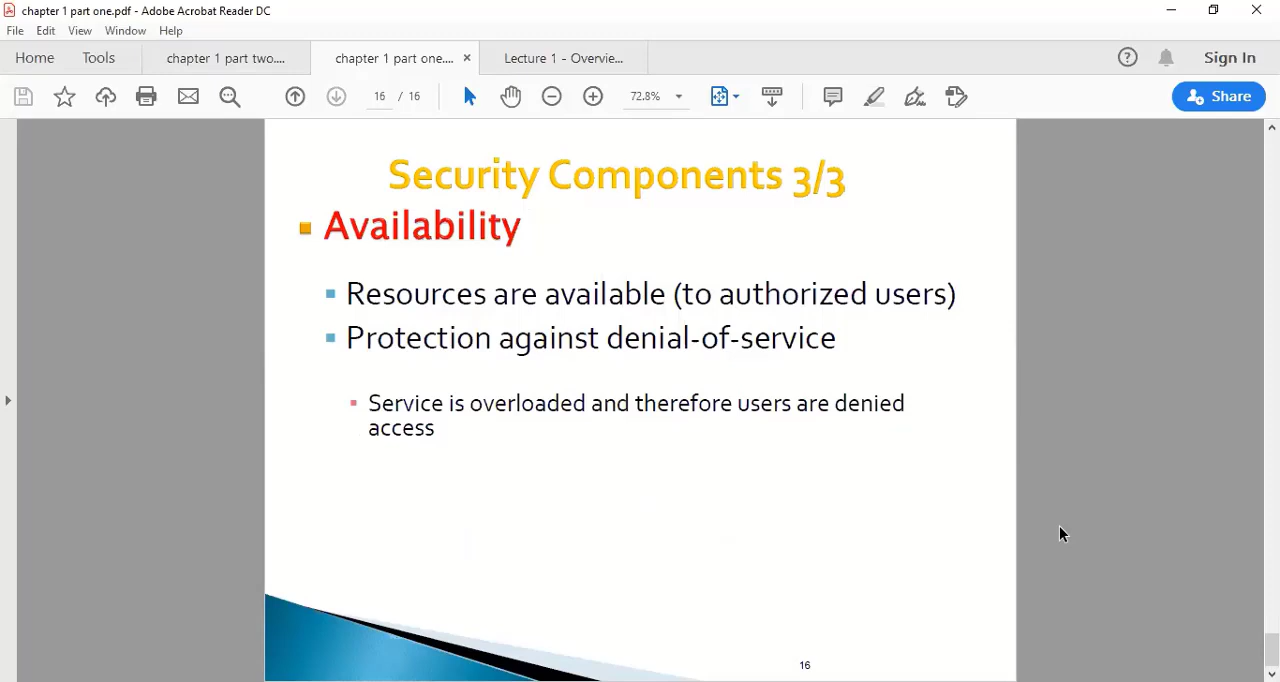 chapter 1 part one.pdf - Adobe Acrobat Reader DC
File Edit View Window Help
Home Tools chapter 1 part two.... chapter 1 part one.... × Lecture 1 - Overvie... Sign In
16 / 16 72.8% Share
Security Components 3/3
Availability
Resources are available (to authorized users)
Protection against denial-of-service
Service is overloaded and therefore users are denied
access
16